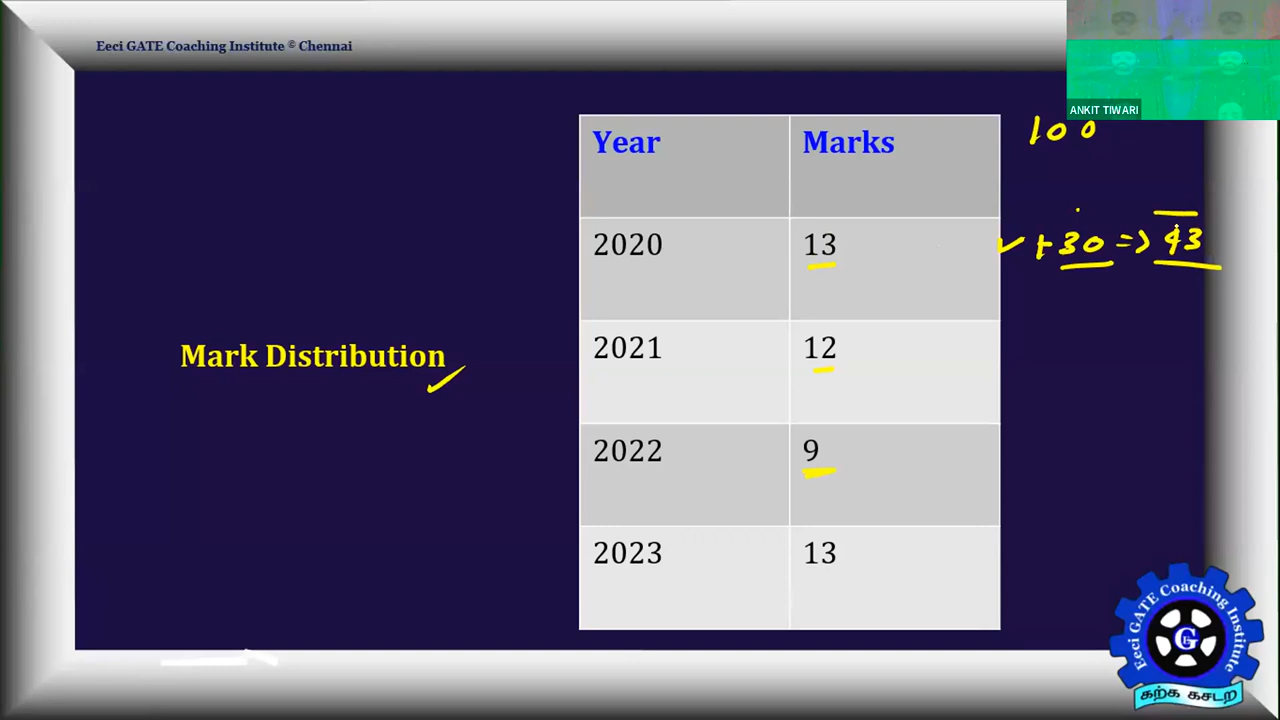 Eeci GATE Coaching Institute © Chennai
ANKIT TIWARI
100
Year Marks
2020 13 ✓ +30 => 43
2021 12
Mark Distribution ✓
2022 9
2023 13
Eeci GATE Coaching Institute
G
கற்க கசடற